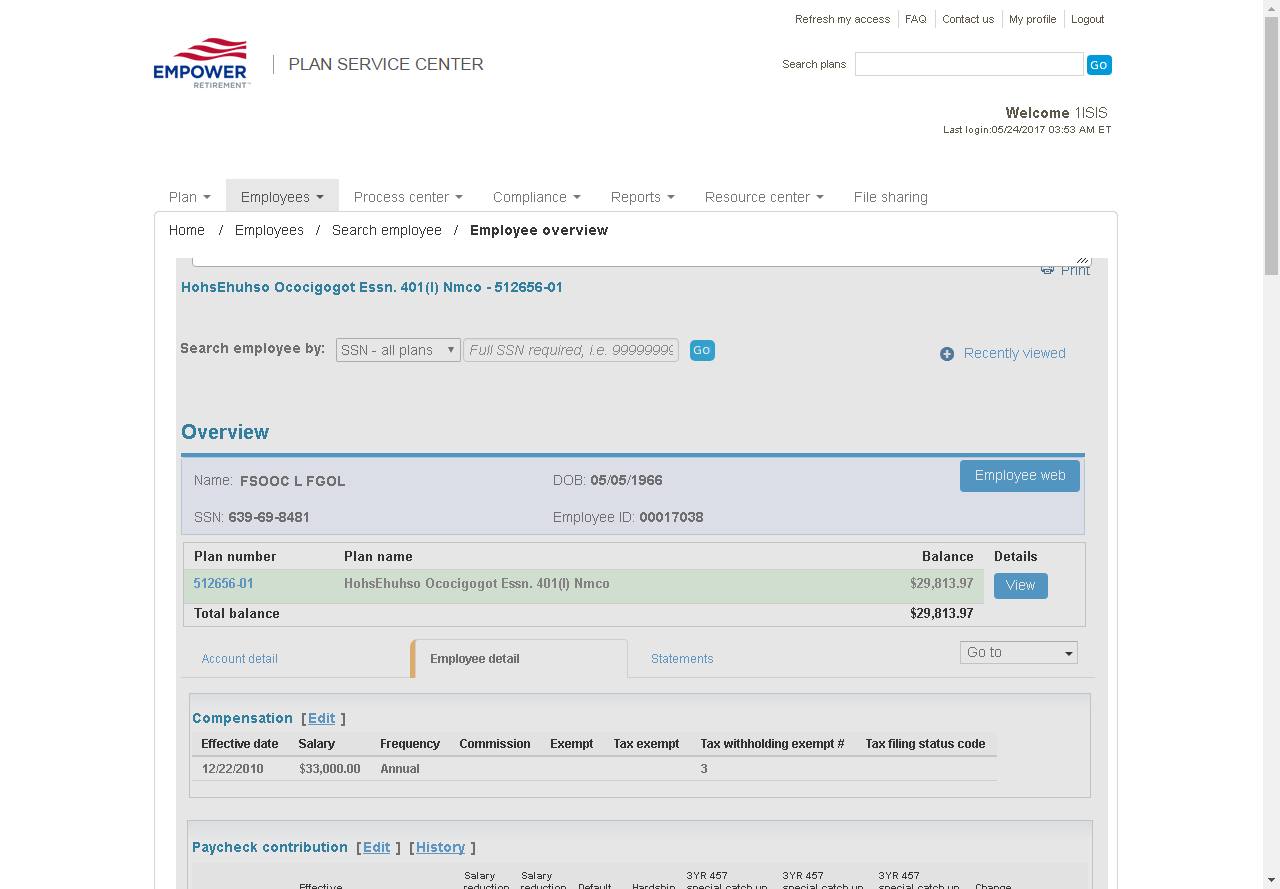 Refresh my access FAQ Contact us My profile Logout
EMPOWER RETIREMENT™ PLAN SERVICE CENTER Search plans Go
Welcome 1ISIS
Last login:05/24/2017 03:53 AM ET
Plan Employees Process center Compliance Reports Resource center File sharing
Home / Employees / Search employee / Employee overview
Print
HohsEhuhso Ococigogot Essn. 401(I) Nmco - 512656-01
Search employee by: SSN - all plans Full SSN required, i.e. 99999999 Go Recently viewed
Overview
Name: FSOOC L FGOL DOB: 05/05/1966 Employee web
SSN: 639-69-8481 Employee ID: 00017038
Plan number Plan name Balance Details
512656-01 HohsEhuhso Ococigogot Essn. 401(I) Nmco $29,813.97 View
Total balance $29,813.97
Account detail Employee detail Statements Go to
Compensation [ Edit ]
Effective date Salary Frequency Commission Exempt Tax exempt Tax withholding exempt # Tax filing status code
12/22/2010 $33,000.00 Annual 3
Paycheck contribution [ Edit ] [ History ]
Salary Salary 3YR 457 3YR 457 3YR 457
Effective reduction reduction Default Hardship special catch up special catch up special catch up Change